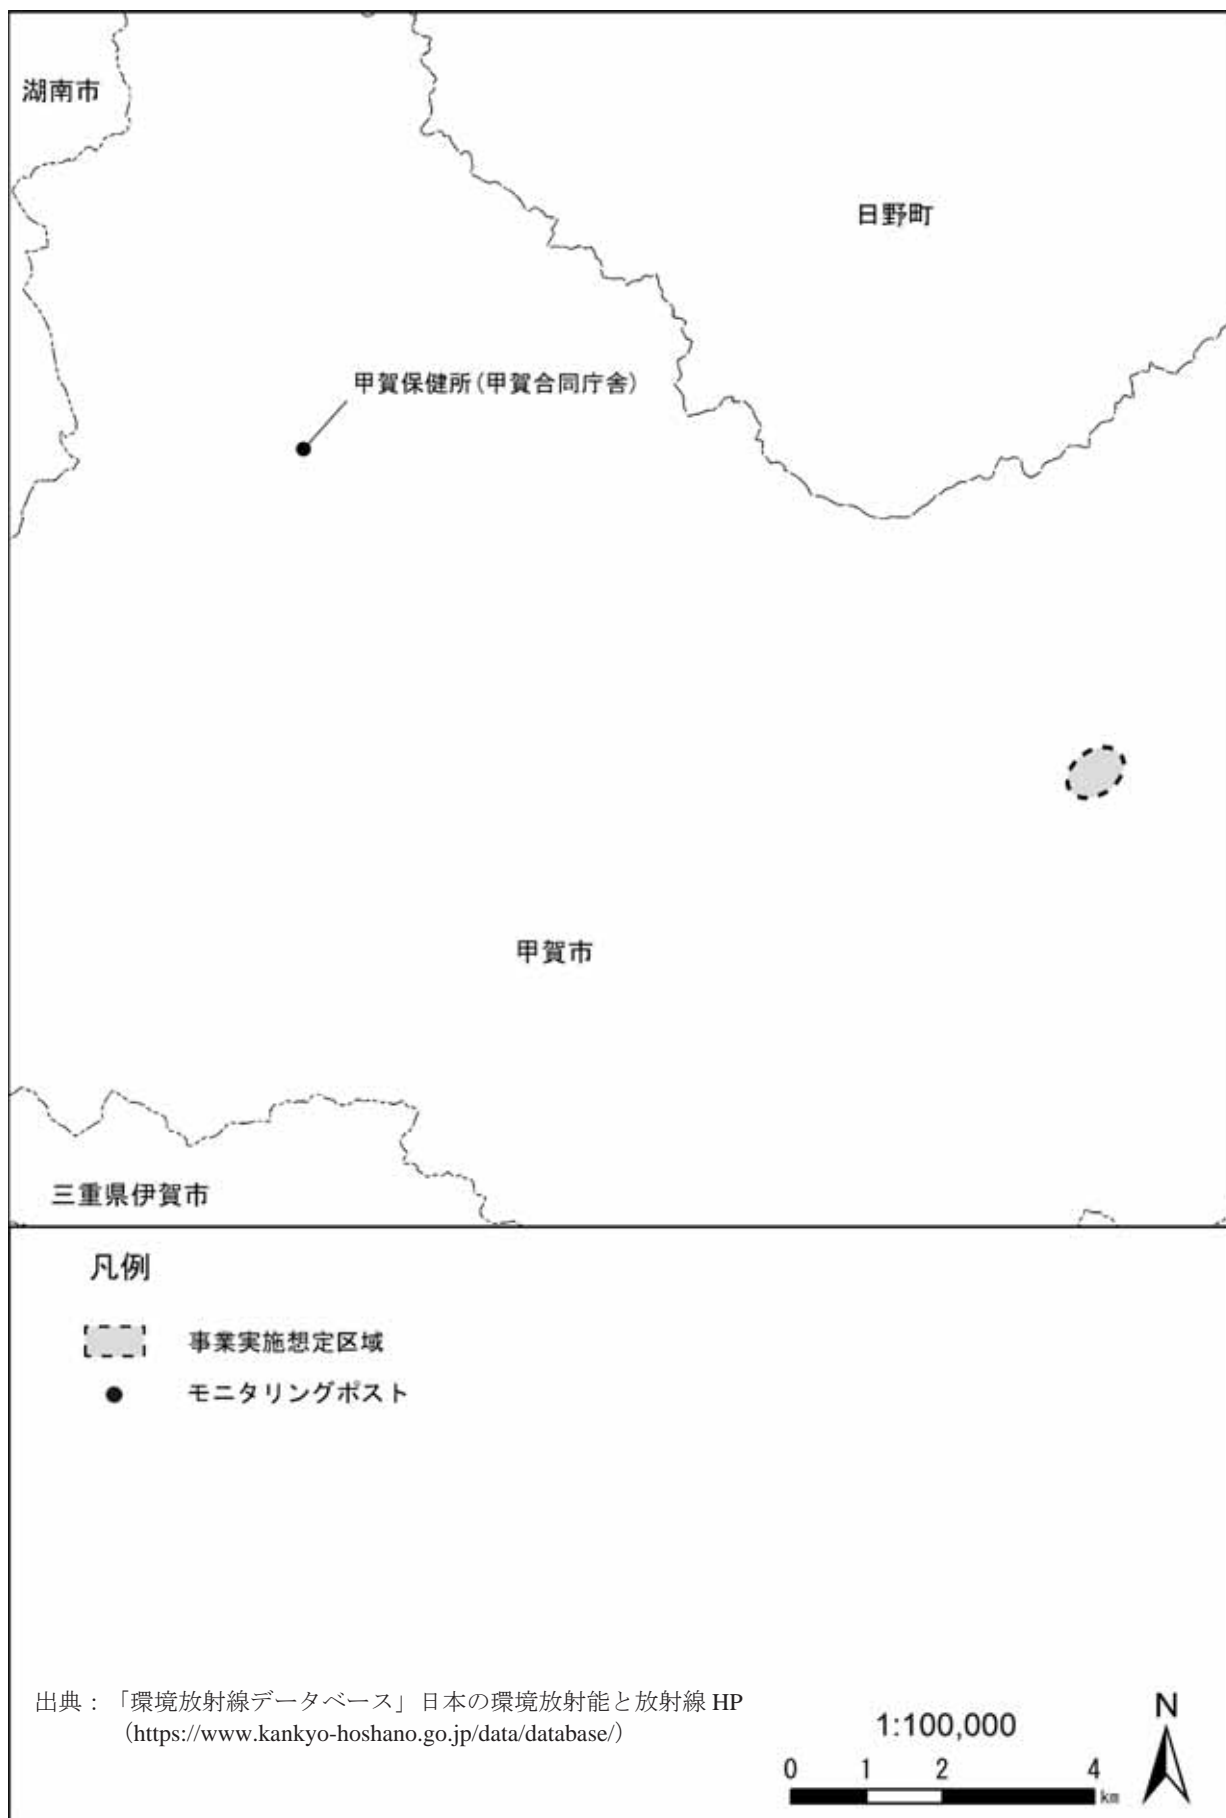 湖南市
日野町
甲賀保健所(甲賀合同庁舎)
甲賀市
三重県伊賀市
凡例
事業実施想定区域
モニタリングポスト
出典：「環境放射線データベース」日本の環境放射能と放射線 HP
（https://www.kankyo-hoshano.go.jp/data/database/）
1:100,000
N
0 1 2 4 km